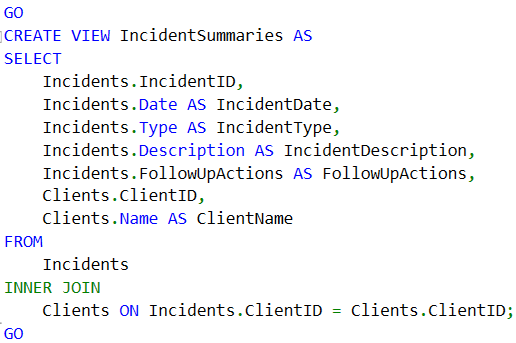 GO
CREATE VIEW IncidentSummaries AS
SELECT
    Incidents.IncidentID,
    Incidents.Date AS IncidentDate,
    Incidents.Type AS IncidentType,
    Incidents.Description AS IncidentDescription,
    Incidents.FollowUpActions AS FollowUpActions,
    Clients.ClientID,
    Clients.Name AS ClientName
FROM
    Incidents
INNER JOIN
    Clients ON Incidents.ClientID = Clients.ClientID;
GO